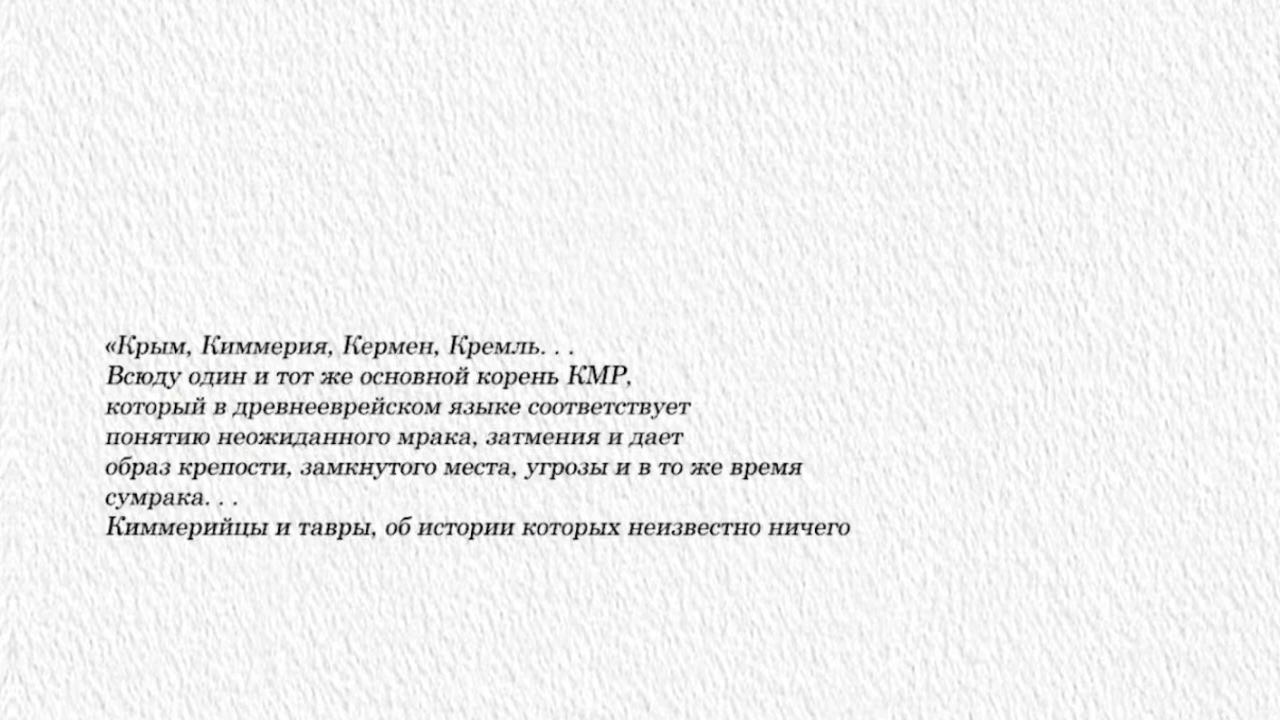 «Крым, Киммерия, Кермен, Кремль. . .
Всюду один и тот же основной корень КМР,
который в древнееврейском языке соответствует
понятию неожиданного мрака, затмения и дает
образ крепости, замкнутого места, угрозы и в то же время
сумрака. . .
Киммерийцы и тавры, об истории которых неизвестно ничего